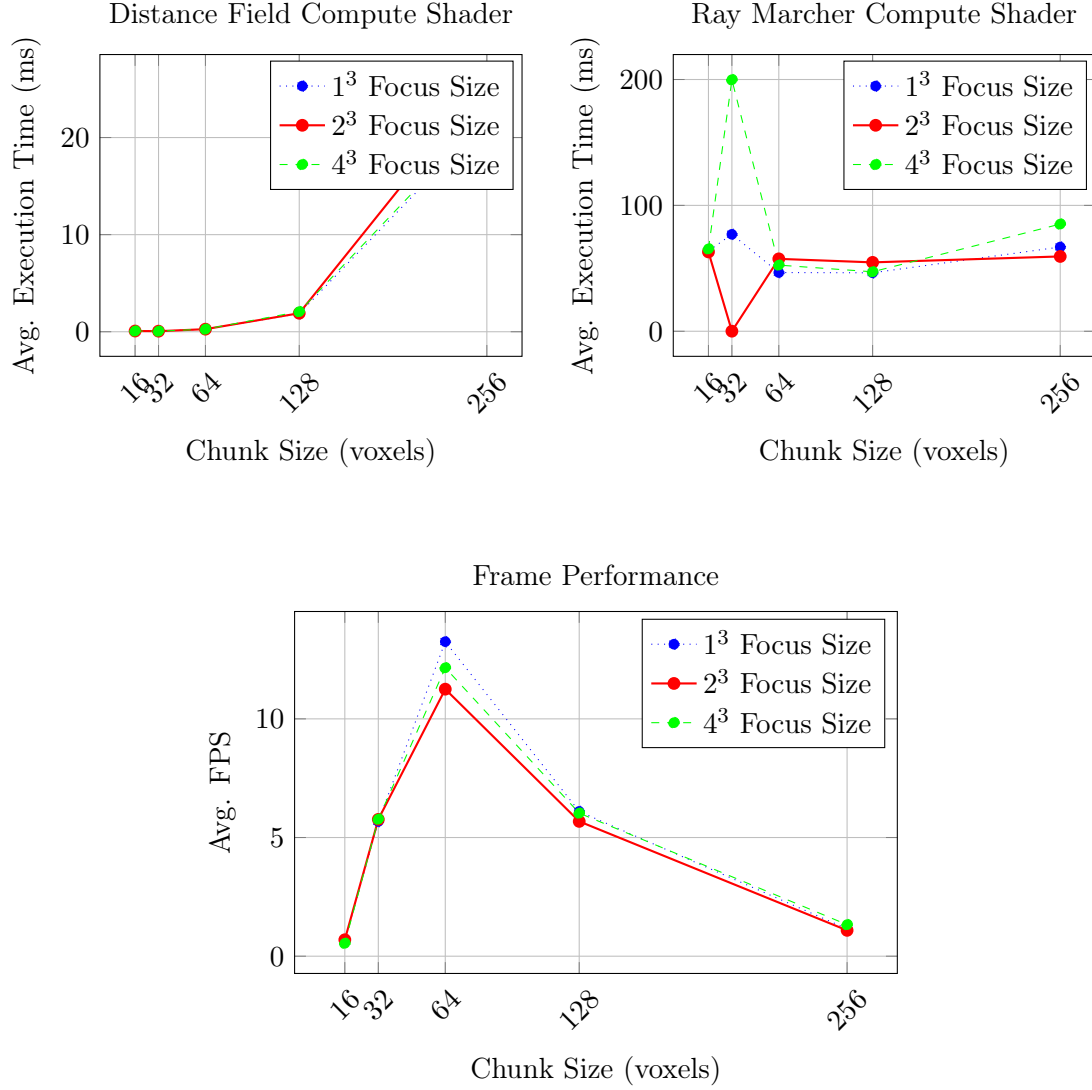 Distance Field Compute Shader
Avg. Execution Time (ms)
20
10
0
1³ Focus Size
2³ Focus Size
4³ Focus Size
16
32
64
128
256
Chunk Size (voxels)
Ray Marcher Compute Shader
Avg. Execution Time (ms)
200
100
0
1³ Focus Size
2³ Focus Size
4³ Focus Size
16
32
64
128
256
Chunk Size (voxels)
Frame Performance
Avg. FPS
10
5
0
1³ Focus Size
2³ Focus Size
4³ Focus Size
16
32
64
128
256
Chunk Size (voxels)